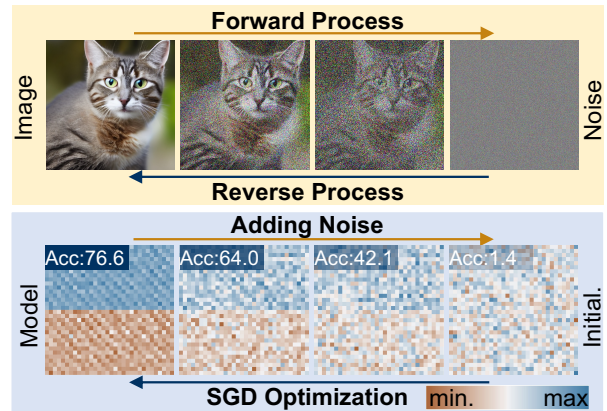 Forward Process
Image
Noise
Reverse Process
Adding Noise
Acc:76.6
Acc:64.0
Acc:42.1
Acc:1.4
Model
Initial.
SGD Optimization
min.
max